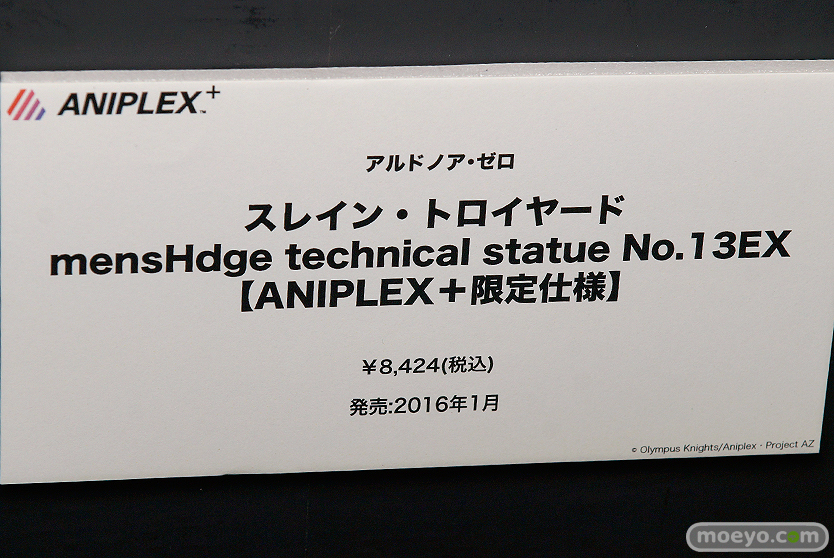 ANIPLEX+™
アルドノア・ゼロ
スレイン・トロイヤード
mensHdge technical statue No.13EX
【ANIPLEX＋限定仕様】
￥8,424(税込)
発売:2016年1月
© Olympus Knights/Aniplex・Project AZ
moeyo.com